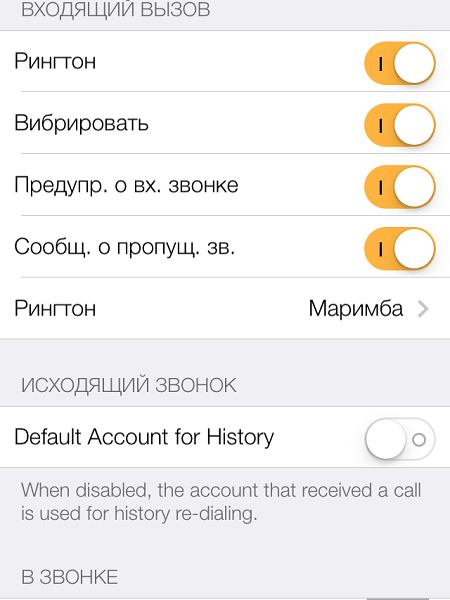 ВХОДЯЩИЙ ВЫЗОВ
Рингтон
Вибрировать
Предупр. о вх. звонке
Сообщ. о пропущ. зв.
Рингтон Маримба
ИСХОДЯЩИЙ ЗВОНОК
Default Account for History
When disabled, the account that received a call
is used for history re-dialing.
В ЗВОНКЕ